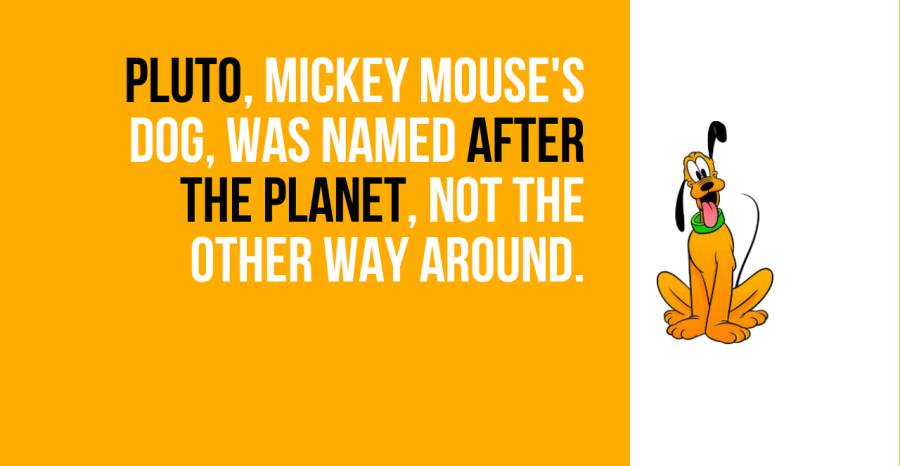 PLUTO, MICKEY MOUSE'S
DOG, WAS NAMED AFTER
THE PLANET, NOT THE
OTHER WAY AROUND.